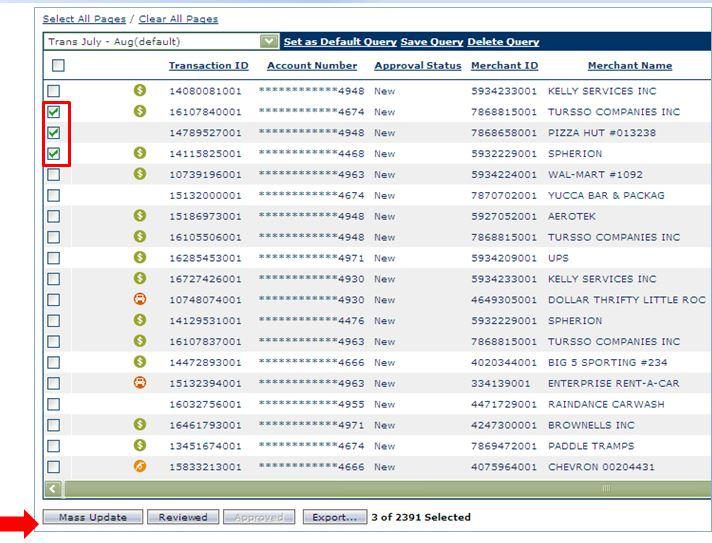 Select All Pages / Clear All Pages
Trans July - Aug(default) Set as Default Query Save Query Delete Query
Transaction ID Account Number Approval Status Merchant ID Merchant Name
$ 14080081001 ************4948 New 5934233001 KELLY SERVICES INC
$ 16107840001 ************4674 New 7868815001 TURSSO COMPANIES INC
14789527001 ************4948 New 7868658001 PIZZA HUT #013238
$ 14115825001 ************4468 New 5932229001 SPHERION
$ 10739196001 ************4963 New 5934224001 WAL-MART #1092
15132000001 ************4674 New 7870702001 YUCCA BAR & PACKAG
$ 15186973001 ************4948 New 5927052001 AEROTEK
$ 16105506001 ************4948 New 7868815001 TURSSO COMPANIES INC
$ 16285453001 ************4971 New 5934209001 UPS
$ 16727426001 ************4930 New 5934233001 KELLY SERVICES INC
10748074001 ************4930 New 4649305001 DOLLAR THRIFTY LITTLE ROC
$ 14129531001 ************4476 New 5932229001 SPHERION
$ 16107837001 ************4963 New 7868815001 TURSSO COMPANIES INC
$ 14472893001 ************4666 New 4020344001 BIG 5 SPORTING #234
15132394001 ************4963 New 334139001 ENTERPRISE RENT-A-CAR
16032756001 ************4955 New 4471729001 RAINDANCE CARWASH
$ 16461793001 ************4971 New 4247300001 BROWNELLS INC
$ 13451674001 ************4674 New 7869472001 PADDLE TRAMPS
15833213001 ************4666 New 4075964001 CHEVRON 00204431
Mass Update Reviewed Approved Export... 3 of 2391 Selected